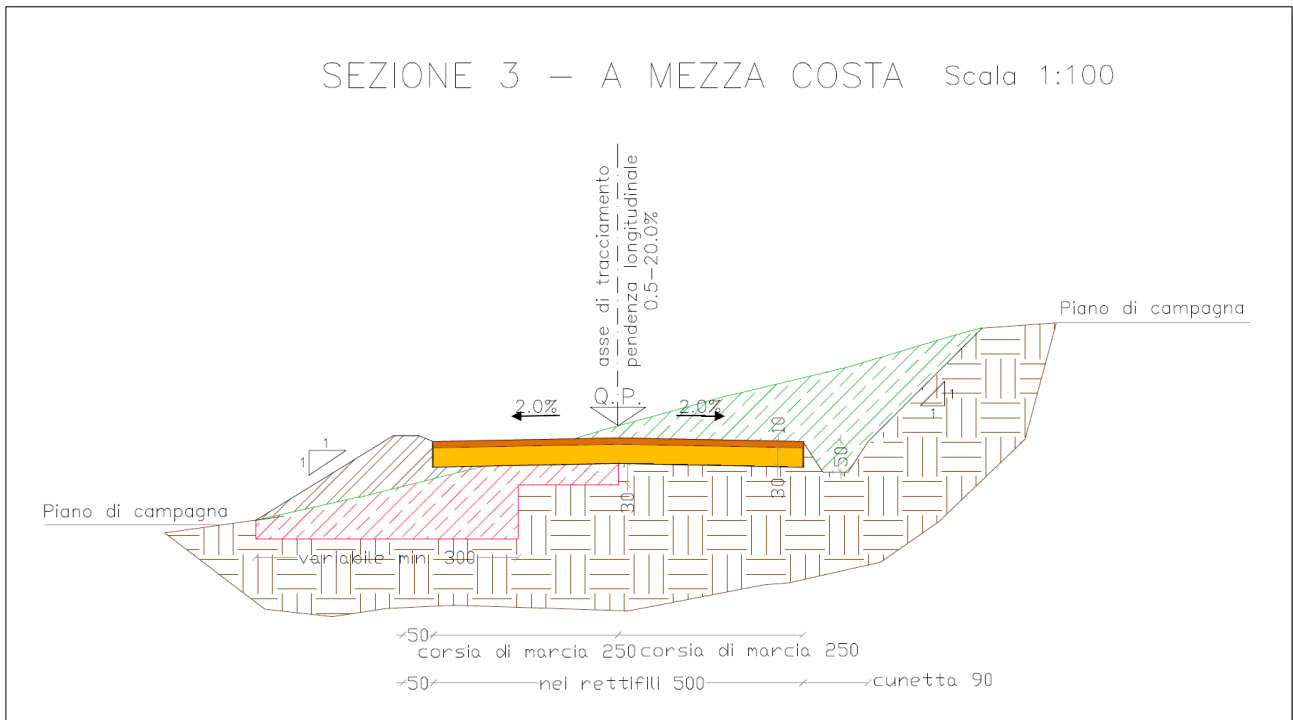 SEZIONE 3 – A MEZZA COSTA Scala 1:100
asse di tracciamento
pendenza longitudinale
0.5–20.0%
Piano di campagna
Q.P.
2.0%
2.0%
1
1
1
1
10
50
30
30
Piano di campagna
variabile min. 300
50
corsia di marcia 250
corsia di marcia 250
50
nei rettifili 500
cunetta 90